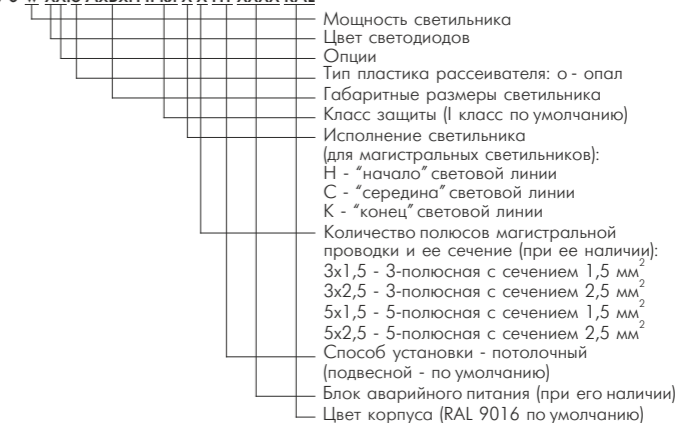 Мощность светильника
Цвет светодиодов
Опции
Тип пластика рассеивателя: о - опал
Габаритные размеры светильника
Класс защиты (I класс по умолчанию)
Исполнение светильника
(для магистральных светильников):
Н - “начало” световой линии
С - “середина” световой линии
К - “конец” световой линии
Количество полюсов магистральной
проводки и ее сечение (при ее наличии):
3х1,5 - 3-полюсная с сечением 1,5 мм²
3х2,5 - 3-полюсная с сечением 2,5 мм²
5х1,5 - 5-полюсная с сечением 1,5 мм²
5х2,5 - 5-полюсная с сечением 2,5 мм²
Способ установки - потолочный
(подвесной - по умолчанию)
Блок аварийного питания (при его наличии)
Цвет корпуса (RAL 9016 по умолчанию)